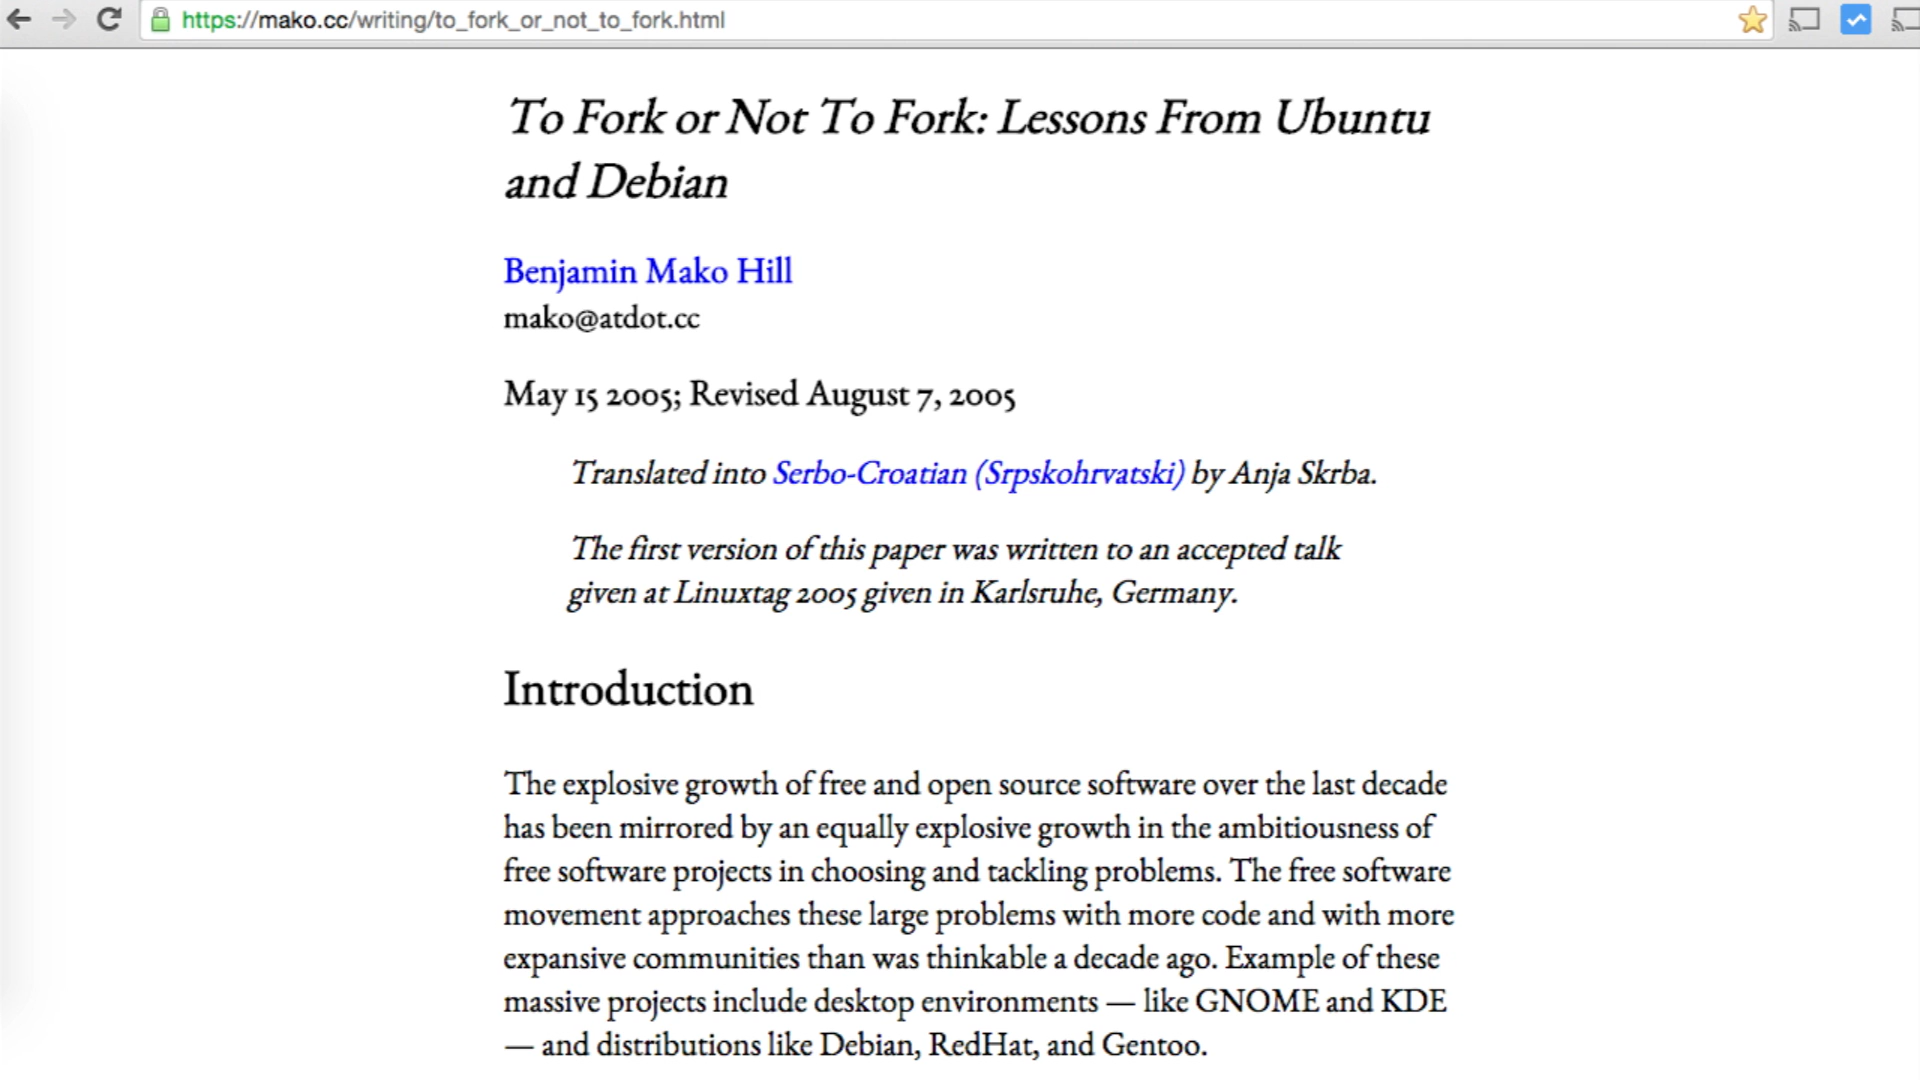 https://mako.cc/writing/to_fork_or_not_to_fork.html
To Fork or Not To Fork: Lessons From Ubuntu
and Debian
Benjamin Mako Hill
mako@atdot.cc
May 15 2005; Revised August 7, 2005
Translated into Serbo-Croatian (Srpskohrvatski) by Anja Skrba.
The first version of this paper was written to an accepted talk
given at Linuxtag 2005 given in Karlsruhe, Germany.
Introduction
The explosive growth of free and open source software over the last decade
has been mirrored by an equally explosive growth in the ambitiousness of
free software projects in choosing and tackling problems. The free software
movement approaches these large problems with more code and with more
expansive communities than was thinkable a decade ago. Example of these
massive projects include desktop environments — like GNOME and KDE
— and distributions like Debian, RedHat, and Gentoo.